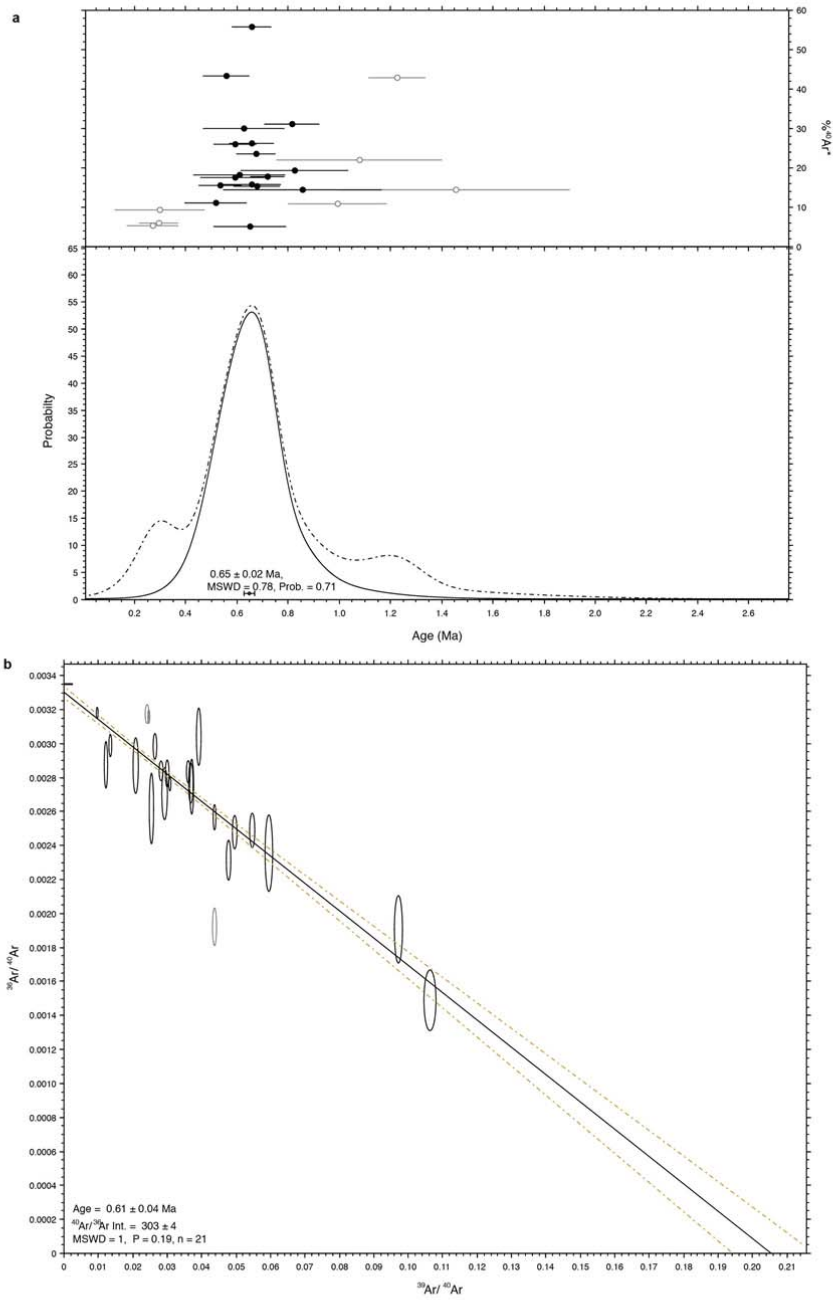 a
60
50
40
30
20
10
0
%⁴⁰Ar*
65
60
55
50
45
40
35
30
25
20
15
10
5
0
Probabilty
0.65 ± 0.02 Ma,
MSWD = 0.78, Prob. = 0.71
0.2 0.4 0.6 0.8 1.0 1.2 1.4 1.6 1.8 2.0 2.2 2.4 2.6
Age (Ma)
b
0.0034
0.0032
0.0030
0.0028
0.0026
0.0024
0.0022
0.0020
0.0018
0.0016
0.0014
0.0012
0.0010
0.0008
0.0006
0.0004
0.0002
0
³⁶Ar/ ⁴⁰Ar
Age = 0.61 ± 0.04 Ma
⁴⁰Ar/³⁶Ar Int. = 303 ± 4
MSWD = 1, P = 0.19, n = 21
0 0.01 0.02 0.03 0.04 0.05 0.06 0.07 0.08 0.09 0.10 0.11 0.12 0.13 0.14 0.15 0.16 0.17 0.18 0.19 0.20 0.21
³⁹Ar/ ⁴⁰Ar